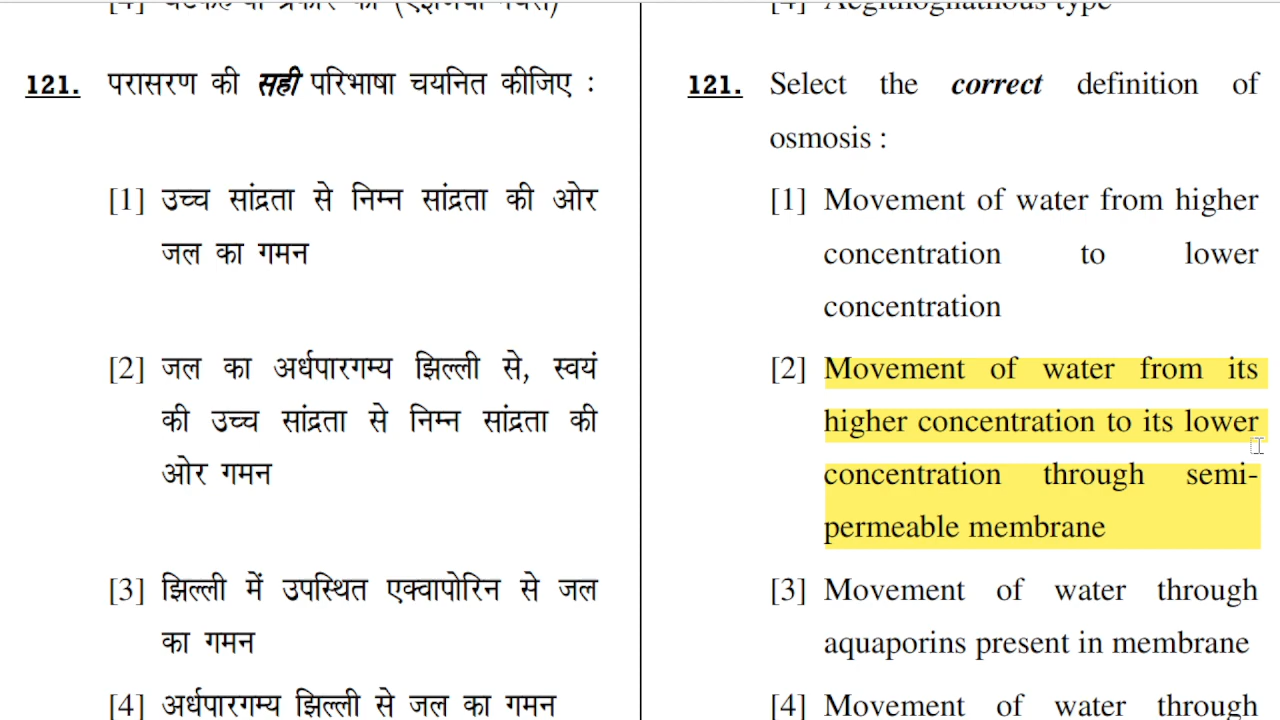 121. परासरण की सही परिभाषा चयनित कीजिए :
[1] उच्च सांद्रता से निम्न सांद्रता की ओर
जल का गमन
[2] जल का अर्धपारगम्य झिल्ली से, स्वयं
की उच्च सांद्रता से निम्न सांद्रता की
ओर गमन
[3] झिल्ली में उपस्थित एक्वापोरिन से जल
का गमन
[4] अर्धपारगम्य झिल्ली से जल का गमन
[4] Aegithognathous type
121. Select the correct definition of
osmosis :
[1] Movement of water from higher
concentration to lower
concentration
[2] Movement of water from its
higher concentration to its lower
concentration through semi-
permeable membrane
[3] Movement of water through
aquaporins present in membrane
[4] Movement of water through